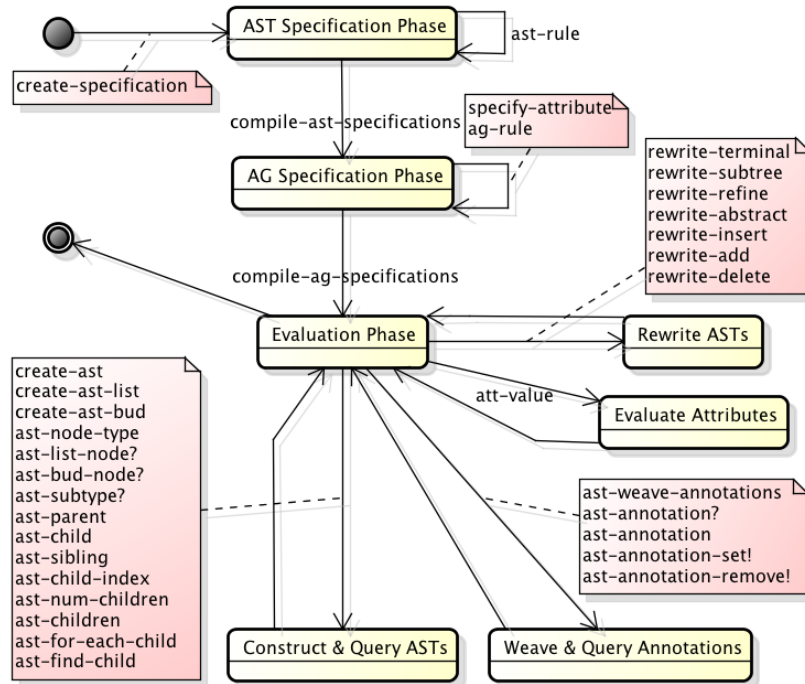 AST Specification Phase
ast-rule
create-specification
compile-ast-specifications
specify-attribute
ag-rule
AG Specification Phase
rewrite-terminal
rewrite-subtree
rewrite-refine
rewrite-abstract
rewrite-insert
rewrite-add
rewrite-delete
compile-ag-specifications
Evaluation Phase
Rewrite ASTs
att-value
Evaluate Attributes
create-ast
create-ast-list
create-ast-bud
ast-node-type
ast-list-node?
ast-bud-node?
ast-subtype?
ast-parent
ast-child
ast-sibling
ast-child-index
ast-num-children
ast-children
ast-for-each-child
ast-find-child
ast-weave-annotations
ast-annotation?
ast-annotation
ast-annotation-set!
ast-annotation-remove!
Construct & Query ASTs
Weave & Query Annotations